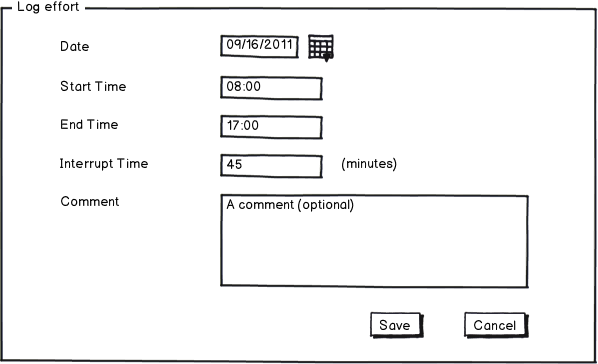 Log effort
Date 09/16/2011
Start Time 08:00
End Time 17:00
Interrupt Time 45 (minutes)
Comment A comment (optional)
Save Cancel